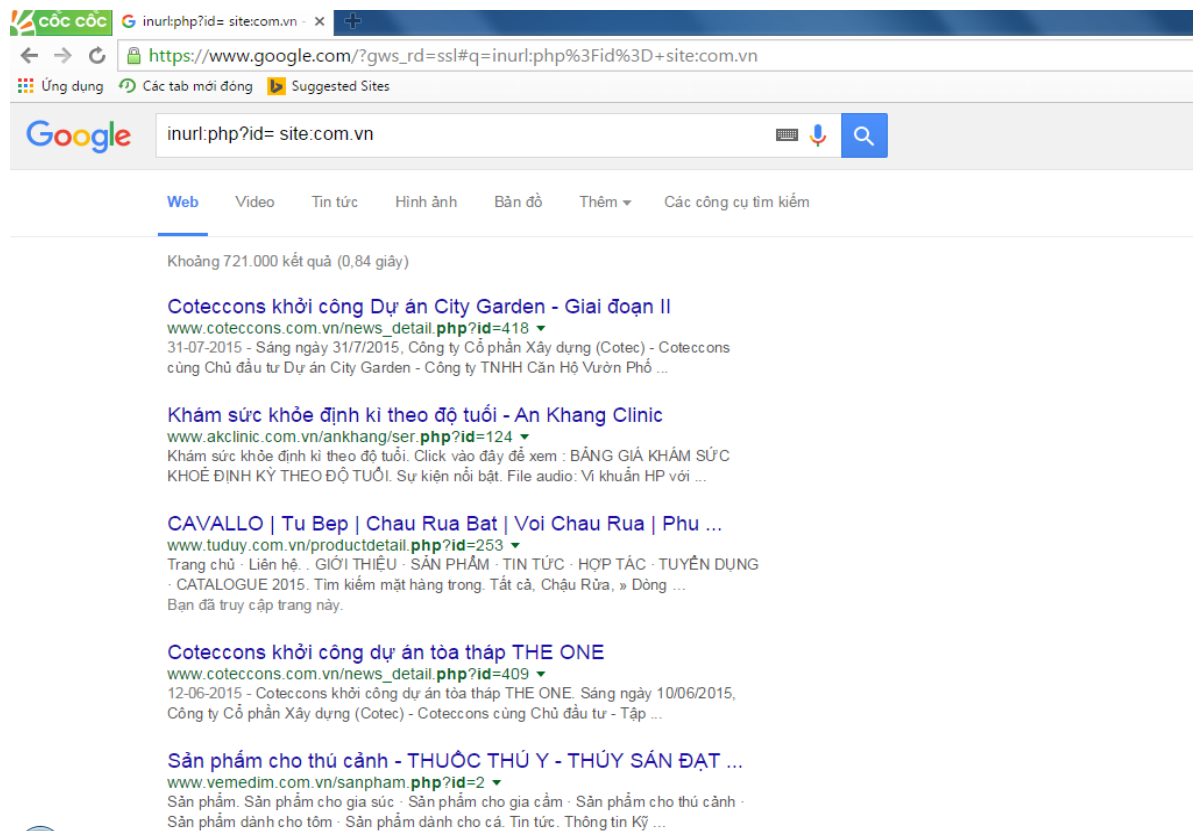 cốc cốc inurl:php?id= site:com.vn -
https://www.google.com/?gws_rd=ssl#q=inurl:php%3Fid%3D+site:com.vn
Ứng dụng Các tab mới đóng Suggested Sites
Google inurl:php?id= site:com.vn
Web Video Tin tức Hình ảnh Bản đồ Thêm Các công cụ tìm kiếm
Khoảng 721.000 kết quả (0,84 giây)
Coteccons khởi công Dự án City Garden - Giai đoạn II
www.coteccons.com.vn/news_detail.php?id=418
31-07-2015 - Sáng ngày 31/7/2015, Công ty Cổ phần Xây dựng (Cotec) - Coteccons
cùng Chủ đầu tư Dự án City Garden - Công ty TNHH Căn Hộ Vườn Phố ...
Khám sức khỏe định kì theo độ tuổi - An Khang Clinic
www.akclinic.com.vn/ankhang/ser.php?id=124
Khám sức khỏe định kì theo độ tuổi. Click vào đây để xem : BẢNG GIÁ KHÁM SỨC
KHOẺ ĐỊNH KỲ THEO ĐỘ TUỔI. Sự kiện nổi bật. File audio: Vi khuẩn HP với ...
CAVALLO | Tu Bep | Chau Rua Bat | Voi Chau Rua | Phu ...
www.tuduy.com.vn/productdetail.php?id=253
Trang chủ · Liên hệ. . GIỚI THIỆU · SẢN PHẨM · TIN TỨC · HỢP TÁC · TUYỂN DỤNG
· CATALOGUE 2015. Tìm kiếm mặt hàng trong. Tất cả, Chậu Rửa, » Dòng ...
Bạn đã truy cập trang này.
Coteccons khởi công dự án tòa tháp THE ONE
www.coteccons.com.vn/news_detail.php?id=409
12-06-2015 - Coteccons khởi công dự án tòa tháp THE ONE. Sáng ngày 10/06/2015,
Công ty Cổ phần Xây dựng (Cotec) - Coteccons cùng Chủ đầu tư - Tập ...
Sản phẩm cho thú cảnh - THUỐC THÚ Y - THÚY SẢN ĐẠT ...
www.vemedim.com.vn/sanpham.php?id=2
Sản phẩm. Sản phẩm cho gia súc · Sản phẩm cho gia cầm · Sản phẩm cho thú cảnh ·
Sản phẩm dành cho tôm · Sản phẩm dành cho cá. Tin tức. Thông tin Kỹ ...